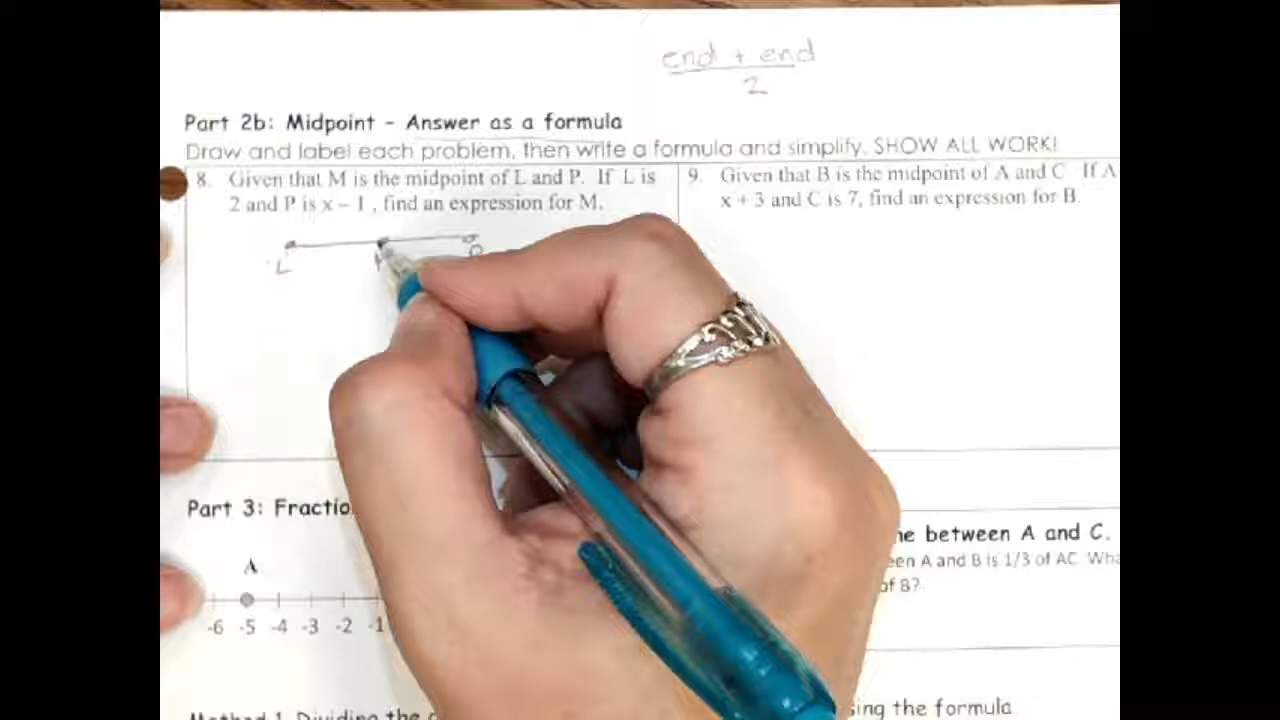 end + end
2
Part 2b: Midpoint - Answer as a formula
Draw and label each problem, then write a formula and simplify. SHOW ALL WORK!
8. Given that M is the midpoint of L and P. If L is
2 and P is x – 1 , find an expression for M.
9. Given that B is the midpoint of A and C If A
x + 3 and C is 7, find an expression for B.
L
Part 3:
ne between A and C.
A and B is 1/3 of AC
of B?
A
-6 -5 -4 -3 -2 -1
Method 1 Dividing the
sing the formula